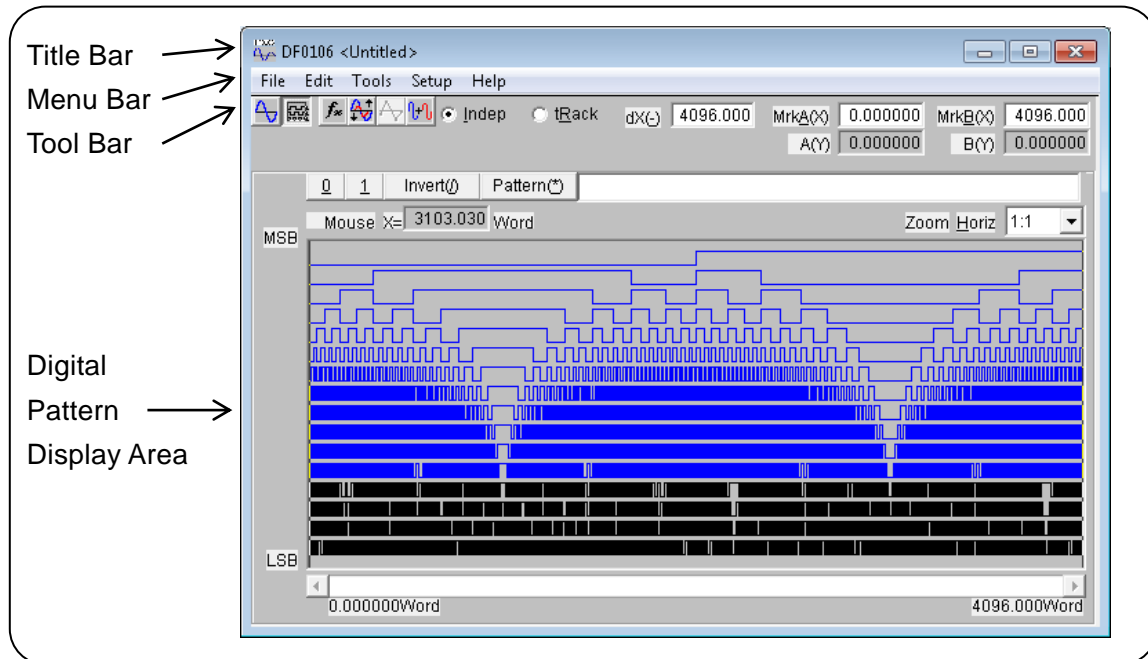 Title Bar
Menu Bar
Tool Bar
DF0106 <Untitled>
File Edit Tools Setup Help
Indep tRack dX(-) 4096.000 MrkA(X) 0.000000 MrkB(X) 4096.000
A(Y) 0.000000 B(Y) 0.000000
0 1 Invert(/) Pattern(*)
Mouse X= 3103.030 Word Zoom Horiz 1:1
MSB
Digital
Pattern
Display Area
LSB
0.000000Word 4096.000Word